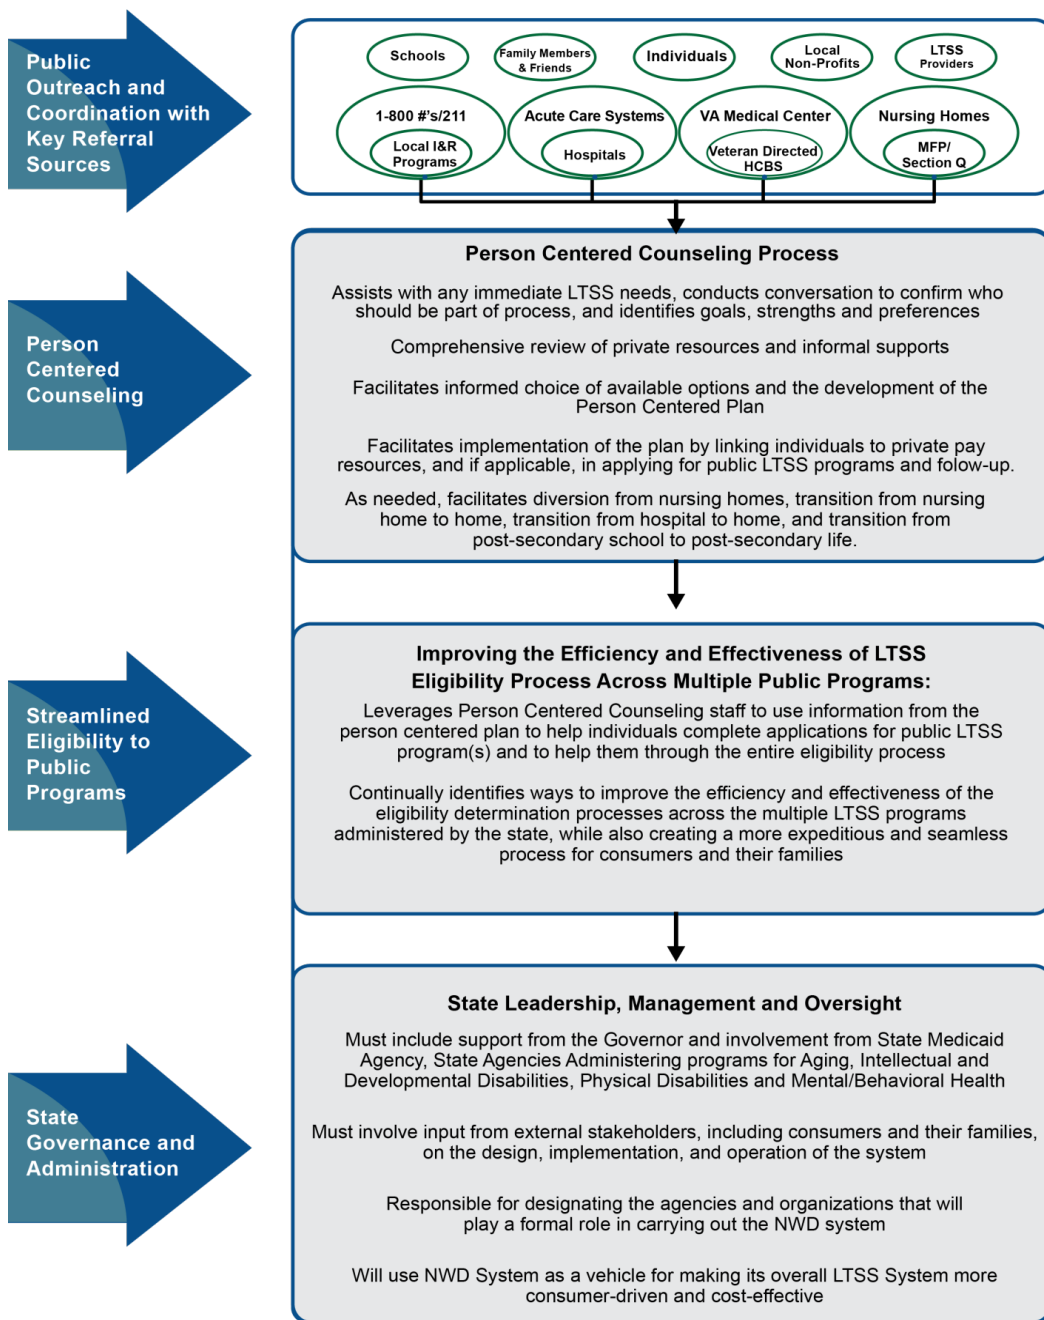 Public
Outreach and
Coordination with
Key Referral
Sources
Schools
Family Members
& Friends
Individuals
Local
Non-Profits
LTSS
Providers
1-800 #'s/211
Local I&R
Programs
Acute Care Systems
Hospitals
VA Medical Center
Veteran Directed
HCBS
Nursing Homes
MFP/
Section Q
Person
Centered
Counseling
Person Centered Counseling Process
Assists with any immediate LTSS needs, conducts conversation to confirm who
should be part of process, and identifies goals, strengths and preferences
Comprehensive review of private resources and informal supports
Facilitates informed choice of available options and the development of the
Person Centered Plan
Facilitates implementation of the plan by linking individuals to private pay
resources, and if applicable, in applying for public LTSS programs and folow-up.
As needed, facilitates diversion from nursing homes, transition from nursing
home to home, transition from hospital to home, and transition from
post-secondary school to post-secondary life.
Streamlined
Eligibility to
Public
Programs
Improving the Efficiency and Effectiveness of LTSS
Eligibility Process Across Multiple Public Programs:
Leverages Person Centered Counseling staff to use information from the
person centered plan to help individuals complete applications for public LTSS
program(s) and to help them through the entire eligibility process
Continually identifies ways to improve the efficiency and effectiveness of the
eligibility determination processes across the multiple LTSS programs
administered by the state, while also creating a more expeditious and seamless
process for consumers and their families
State
Governance and
Administration
State Leadership, Management and Oversight
Must include support from the Governor and involvement from State Medicaid
Agency, State Agencies Administering programs for Aging, Intellectual and
Developmental Disabilities, Physical Disabilities and Mental/Behavioral Health
Must involve input from external stakeholders, including consumers and their families,
on the design, implementation, and operation of the system
Responsible for designating the agencies and organizations that will
play a formal role in carrying out the NWD system
Will use NWD System as a vehicle for making its overall LTSS System more
consumer-driven and cost-effective